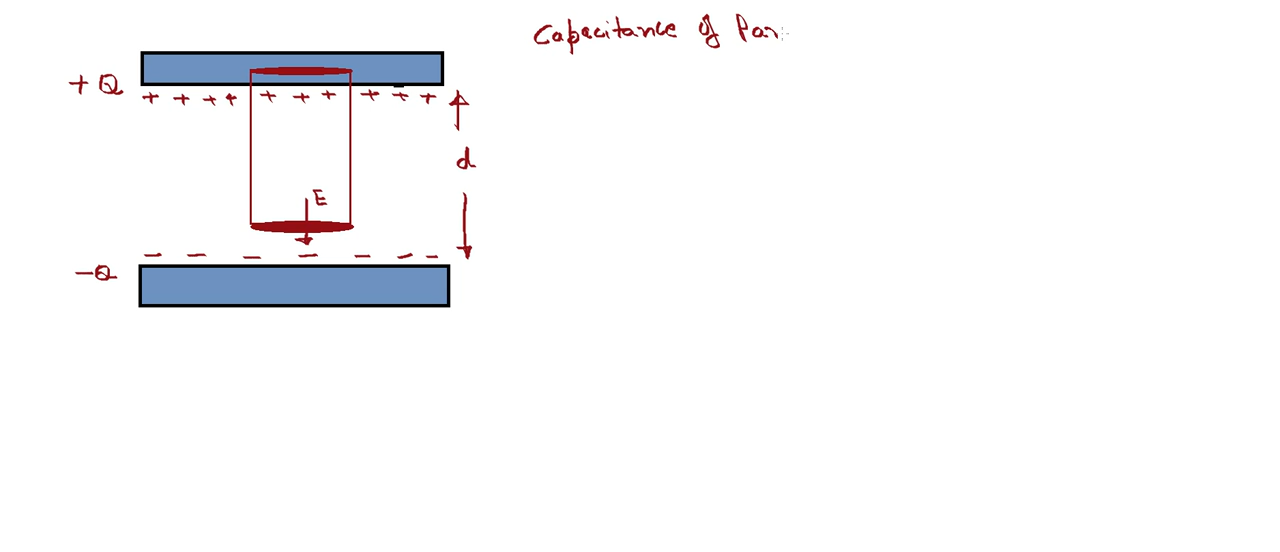 Capacitance of Par
+Q
+ + + + + + + + + +
d
E
- - - - - - -
-Q